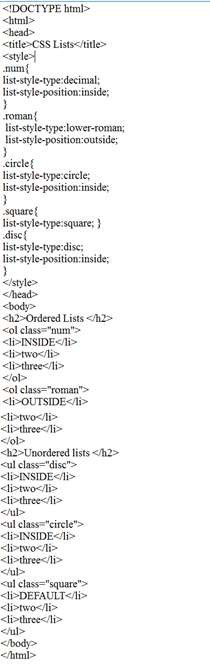 <!DOCTYPE html>
<html>
<head>
<title>CSS Lists</title>
<style>
.num{
list-style-type:decimal;
list-style-position:inside;
}
.roman{
list-style-type:lower-roman;
list-style-position:outside;
}
.circle{
list-style-type:circle;
list-style-position:inside;
}
.square{
list-style-type:square; }
.disc{
list-style-type:disc;
list-style-position:inside;
}
</style>
</head>
<body>
<h2>Ordered Lists </h2>
<ol class="num">
<li>INSIDE</li>
<li>two</li>
<li>three</li>
</ol>
<ol class="roman">
<li>OUTSIDE</li>
<li>two</li>
<li>three</li>
</ol>
<h2>Unordered lists </h2>
<ul class="disc">
<li>INSIDE</li>
<li>two</li>
<li>three</li>
</ul>
<ul class="circle">
<li>INSIDE</li>
<li>two</li>
<li>three</li>
</ul>
<ul class="square">
<li>DEFAULT</li>
<li>two</li>
<li>three</li>
</ul>
</body>
</html>